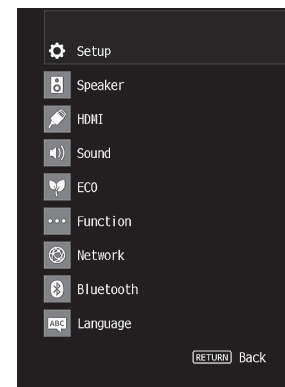 Setup
Speaker
HDMI
Sound
ECO
Function
Network
Bluetooth
ABC Language
RETURN Back